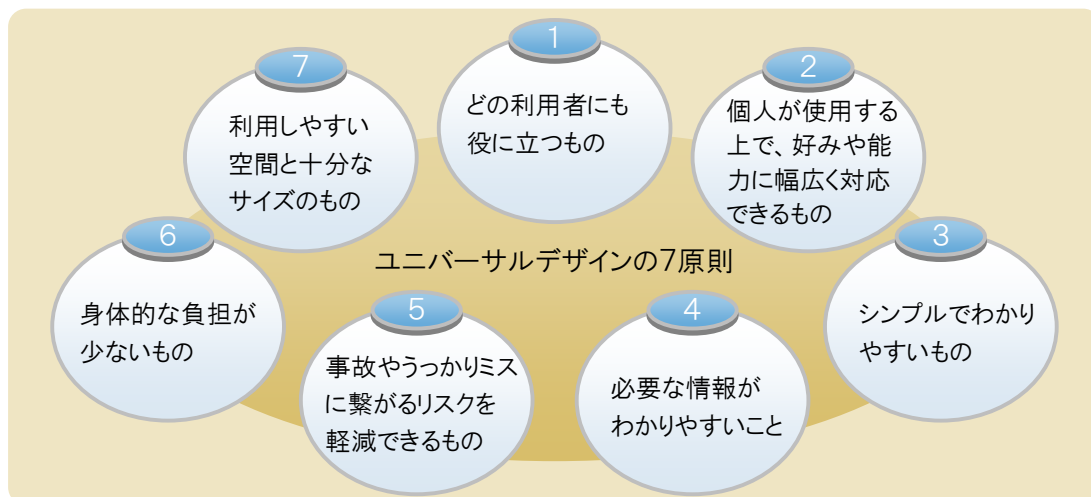 1
どの利用者にも
役に立つもの
2
個人が使用する
上で、好みや能
力に幅広く対応
できるもの
3
シンプルでわかり
やすいもの
4
必要な情報が
わかりやすいこと
5
事故やうっかりミス
に繋がるリスクを
軽減できるもの
6
身体的な負担が
少ないもの
7
利用しやすい
空間と十分な
サイズのもの
ユニバーサルデザインの7原則